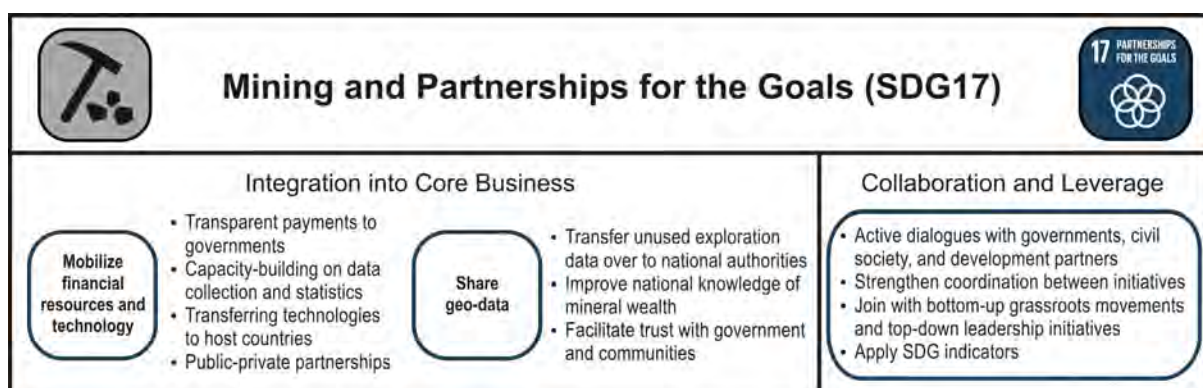 Mining and Partnerships for the Goals (SDG17)
17 PARTNERSHIPS
FOR THE GOALS
Integration into Core Business
Mobilize
financial
resources and
technology
• Transparent payments to
governments
• Capacity-building on data
collection and statistics
• Transferring technologies
to host countries
• Public-private partnerships
Share
geo-data
• Transfer unused exploration
data over to national authorities
• Improve national knowledge of
mineral wealth
• Facilitate trust with government
and communities
Collaboration and Leverage
• Active dialogues with governments, civil
society, and development partners
• Strengthen coordination between initiatives
• Join with bottom-up grassroots movements
and top-down leadership initiatives
• Apply SDG indicators